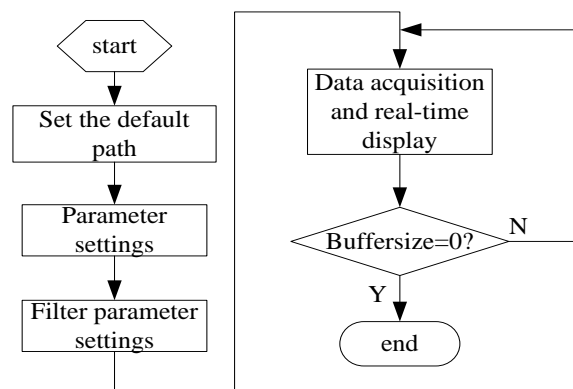 start
Set the default
path
Parameter
settings
Filter parameter
settings
Data acquisition
and real-time
display
Buffersize=0?
N
Y
end